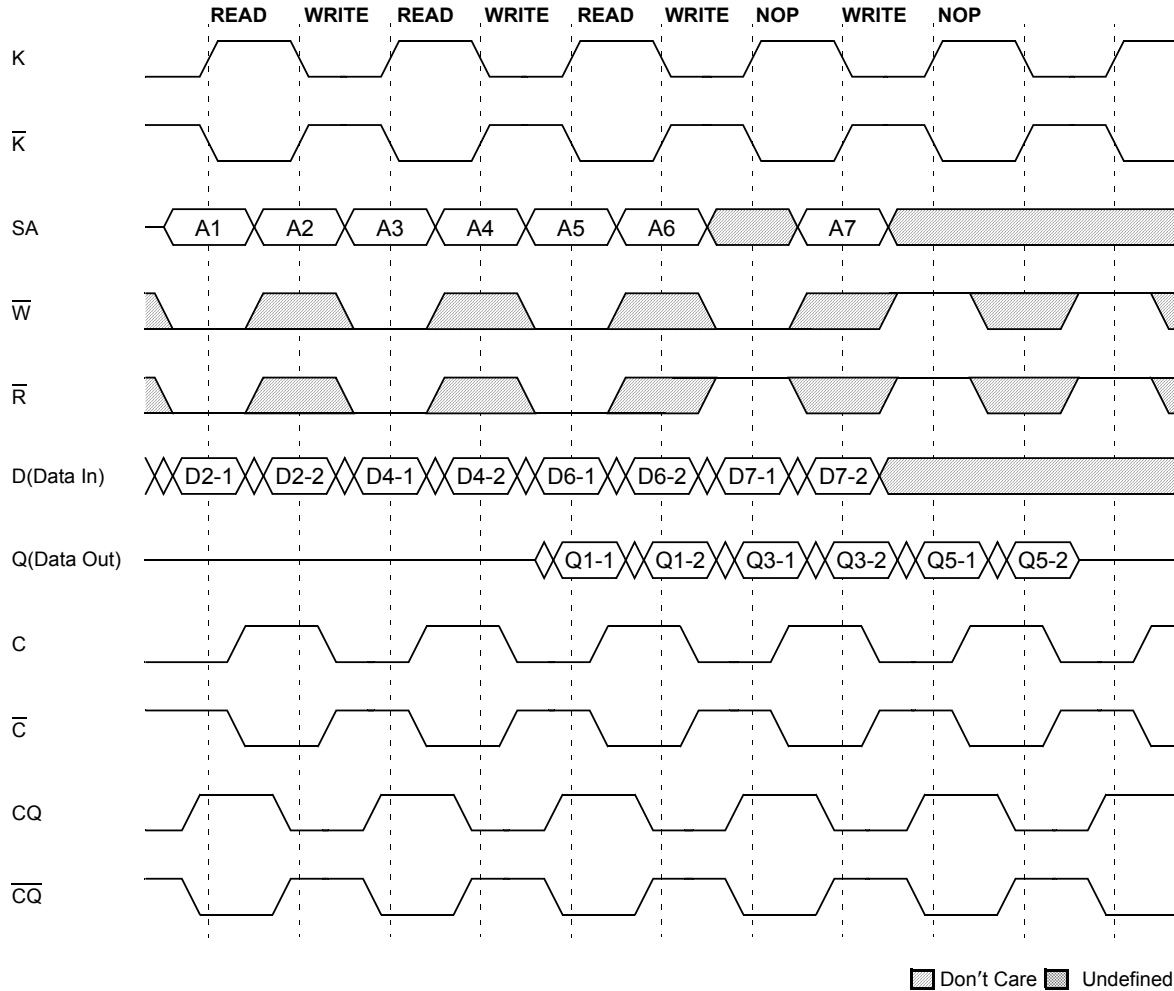 READ WRITE READ WRITE READ WRITE NOP WRITE NOP
K
K̅
SA A1 A2 A3 A4 A5 A6 A7
W̅
R̅
D(Data In) D2-1 D2-2 D4-1 D4-2 D6-1 D6-2 D7-1 D7-2
Q(Data Out) Q1-1 Q1-2 Q3-1 Q3-2 Q5-1 Q5-2
C
C̅
CQ
C̅Q̅
Don't Care Undefined